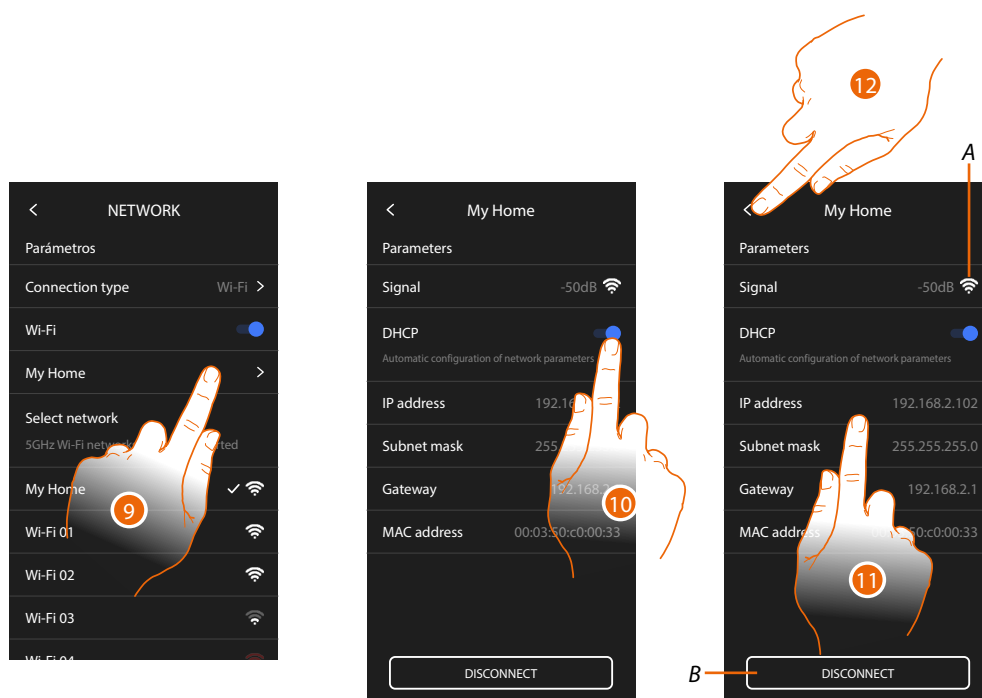 12
A
NETWORK
Parámetros
Connection type Wi-Fi
Wi-Fi
My Home
Select network
5GHz Wi-Fi
My Home
9
Wi-Fi 01
Wi-Fi 02
Wi-Fi 03
Wi-Fi 04
My Home
Parameters
Signal -50dB
DHCP
Automatic configuration of network parameters
IP address 192.16
Subnet mask 255
Gateway 192.168.2
10
MAC address 00:03:50:c0:00:33
DISCONNECT
My Home
Parameters
Signal -50dB
DHCP
Automatic configuration of network parameters
IP address 192.168.2.102
Subnet mask 255.255.255.0
Gateway 192.168.2.1
MAC address 50:c0:00:33
11
B
DISCONNECT